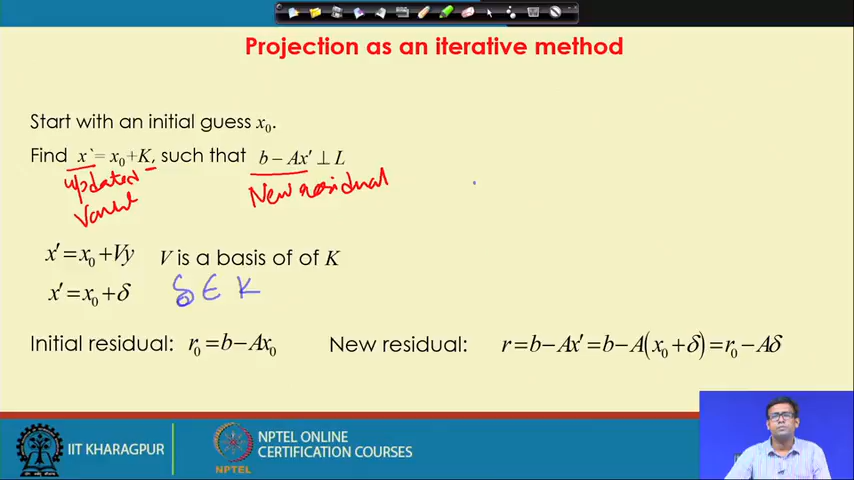 Projection as an iterative method
Start with an initial guess x₀.
Find x`= x₀+K, such that b − Ax′ ⊥ L
updated
New residual
x′ = x₀ + Vy V is a basis of of K
x′ = x₀ + δ δ₀ ∈ K
Initial residual: r₀ = b − Ax₀ New residual: r = b − Ax′ = b − A(x₀ + δ) = r₀ − Aδ
IIT KHARAGPUR
NPTEL
NPTEL ONLINE
CERTIFICATION COURSES